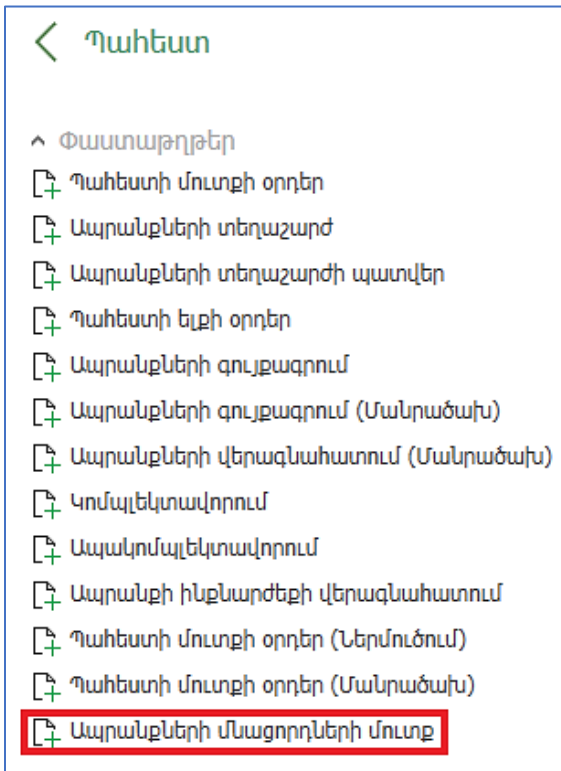 Պահեստ
Փաստաթղթեր
Պահեստի մուտքի օրդեր
Ապրանքների տեղաշարժ
Ապրանքների տեղաշարժի պատվեր
Պահեստի ելքի օրդեր
Ապրանքների գույքագրում
Ապրանքների գույքագրում (Մանրածախ)
Ապրանքների վերագնահատում (Մանրածախ)
Կոմպլեկտավորում
Ապակոմպլեկտավորում
Ապրանքի ինքնարժեքի վերագնահատում
Պահեստի մուտքի օրդեր (Ներմուծում)
Պահեստի մուտքի օրդեր (Մանրածախ)
Ապրանքների մնացորդների մուտք